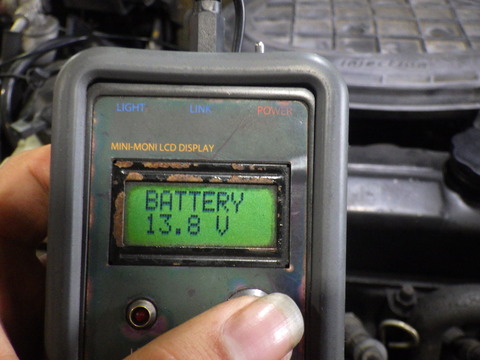 LIGHT LINK POWER
MINI-MONI LCD DISPLAY
BATTERY
13.8 V